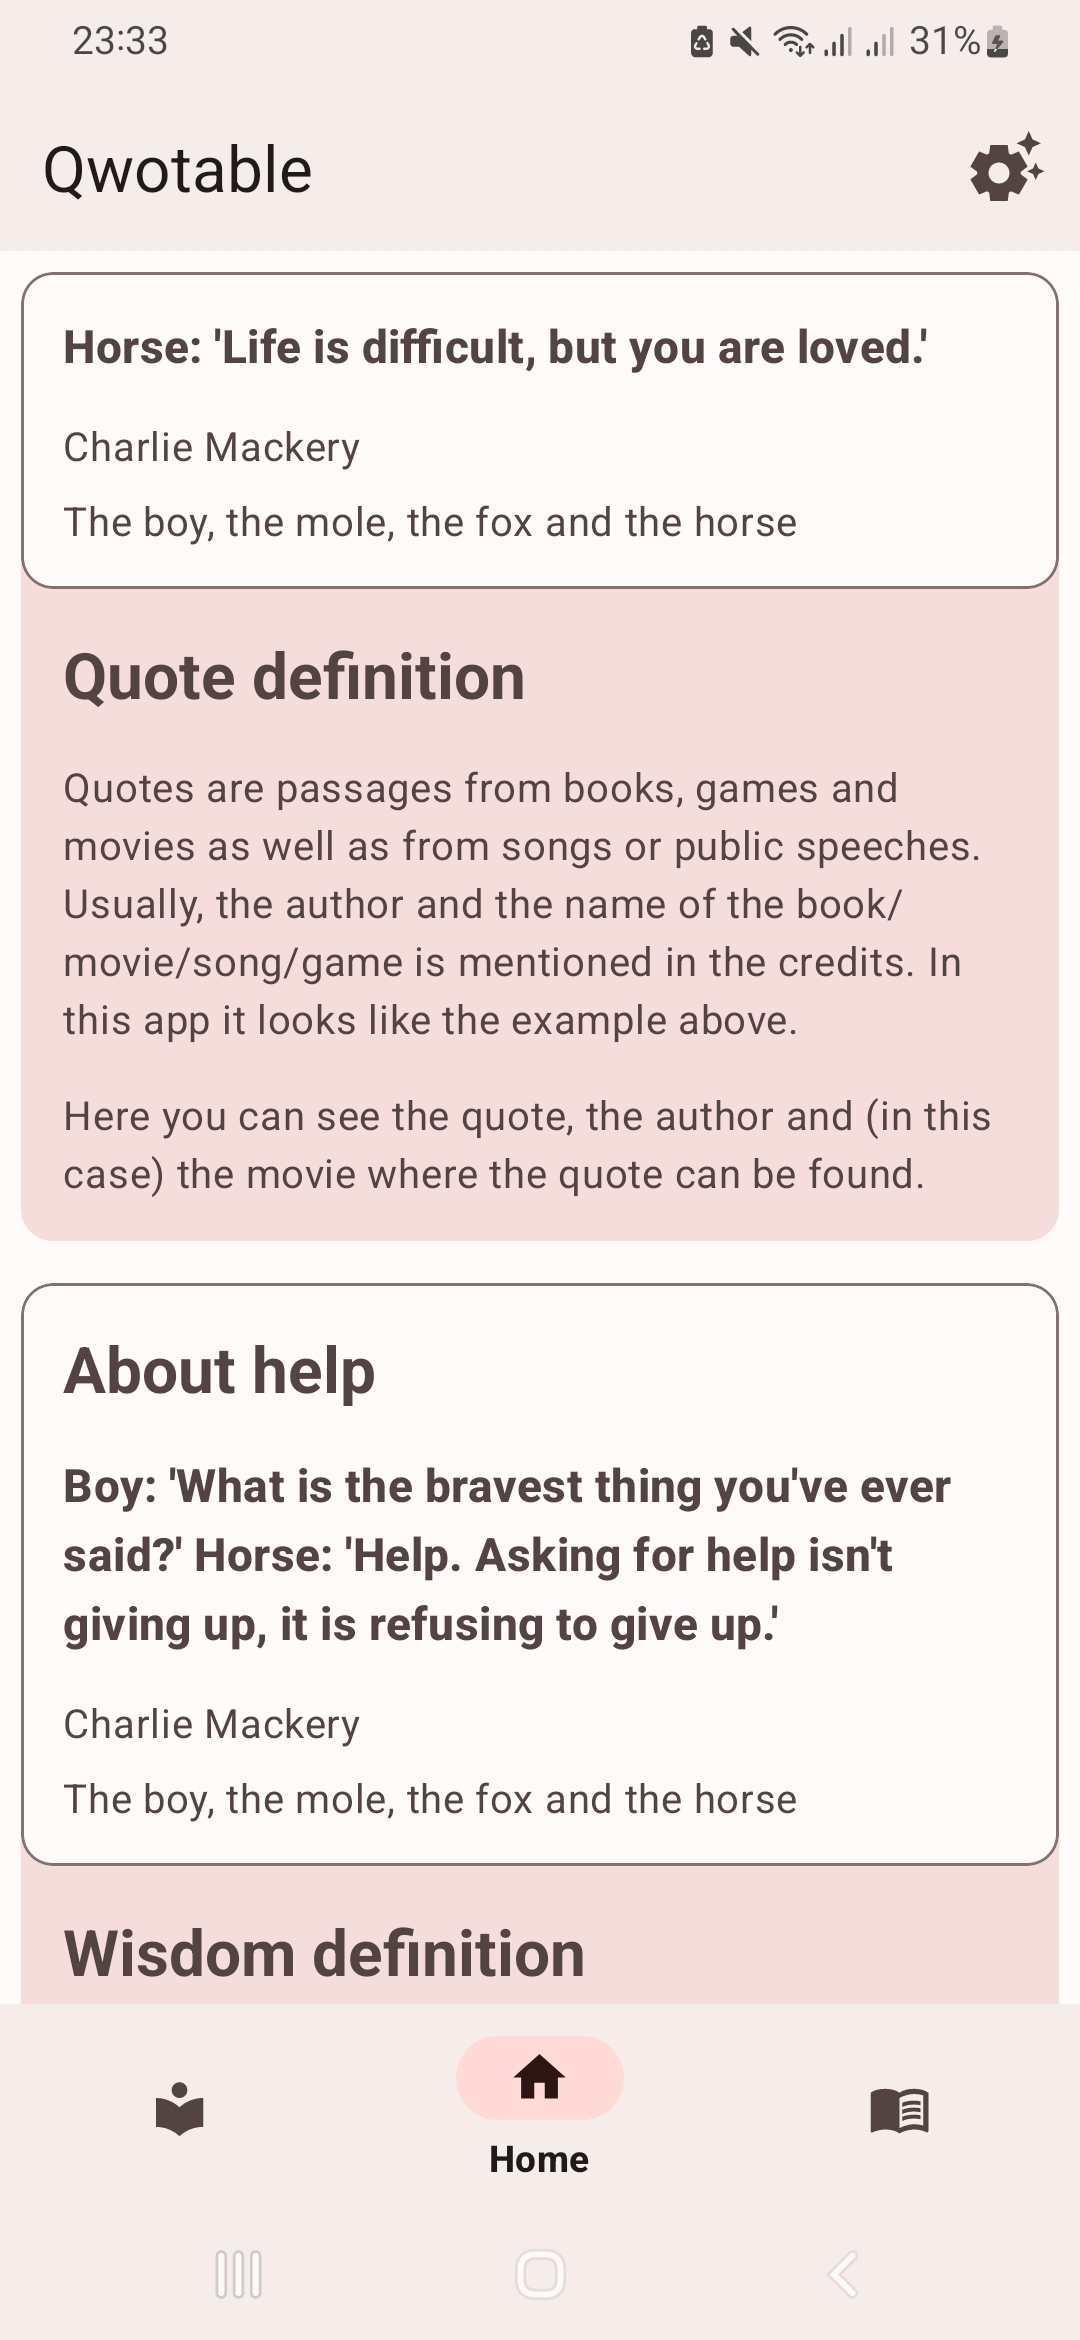 23:33
31%
Qwotable
Horse: 'Life is difficult, but you are loved.'
Charlie Mackery
The boy, the mole, the fox and the horse
Quote definition
Quotes are passages from books, games and
movies as well as from songs or public speeches.
Usually, the author and the name of the book/
movie/song/game is mentioned in the credits. In
this app it looks like the example above.
Here you can see the quote, the author and (in this
case) the movie where the quote can be found.
About help
Boy: 'What is the bravest thing you've ever
said?' Horse: 'Help. Asking for help isn't
giving up, it is refusing to give up.'
Charlie Mackery
The boy, the mole, the fox and the horse
Wisdom definition
Home